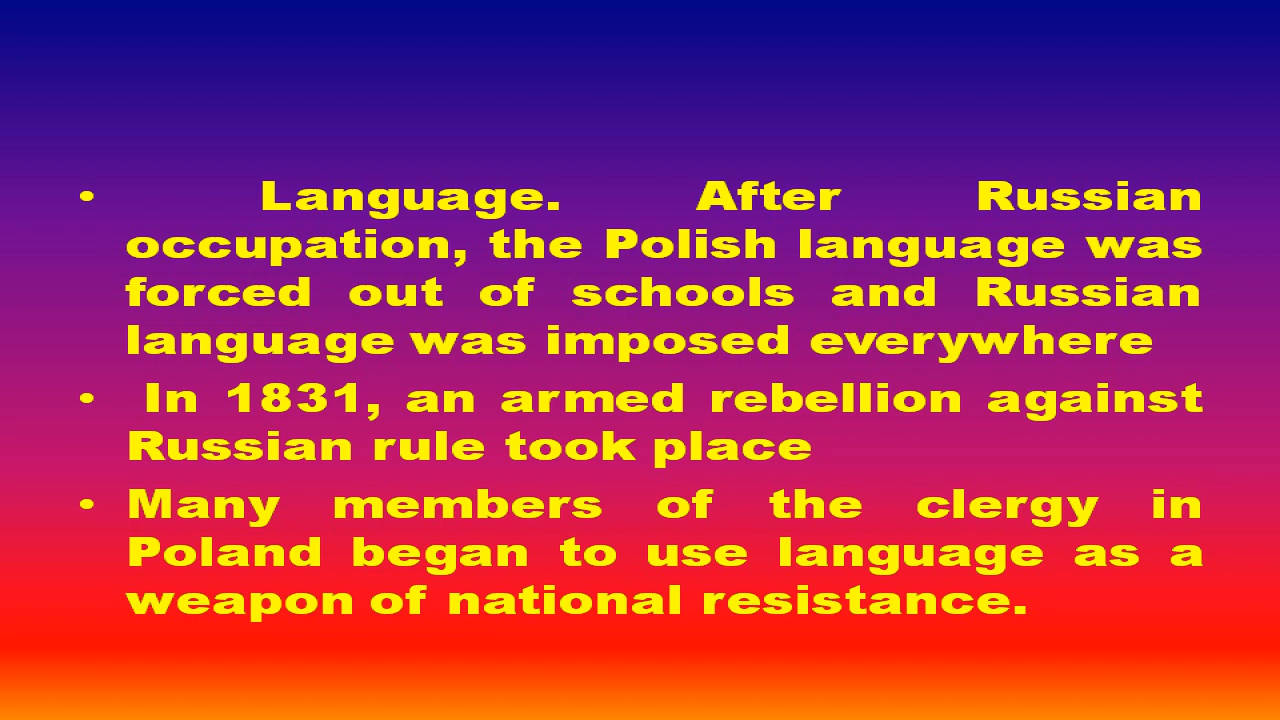 • Language. After Russian
occupation, the Polish language was
forced out of schools and Russian
language was imposed everywhere
• In 1831, an armed rebellion against
Russian rule took place
• Many members of the clergy in
Poland began to use language as a
weapon of national resistance.